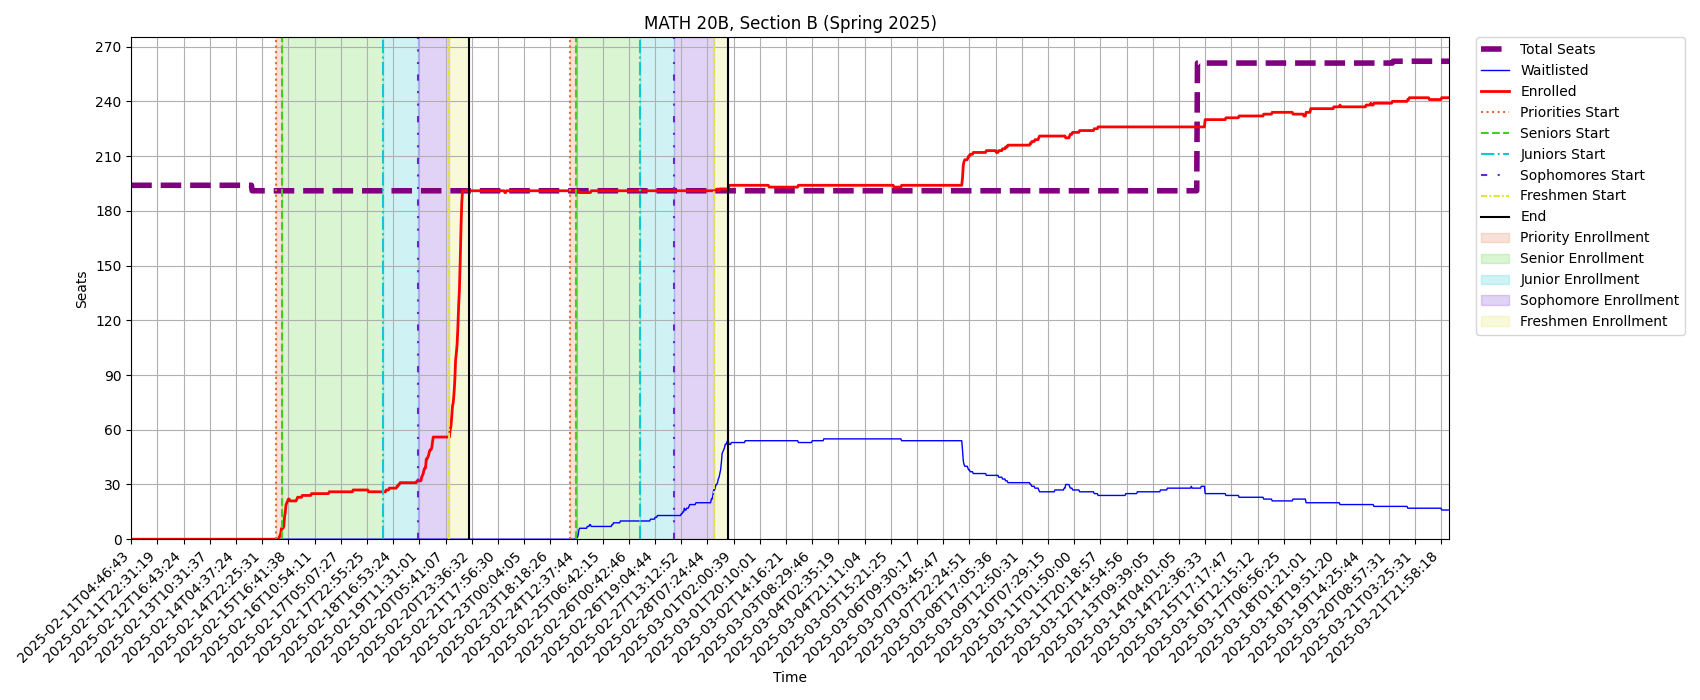 MATH 20B, Section B (Spring 2025)
270
240
210
180
150
120
90
60
30
0
Seats
2025-02-11T04:46:43
2025-02-11T22:31:19
2025-02-12T16:43:24
2025-02-13T10:31:37
2025-02-14T04:37:24
2025-02-14T22:25:31
2025-02-15T16:41:38
2025-02-16T10:54:11
2025-02-17T05:07:27
2025-02-17T22:55:25
2025-02-18T16:53:24
2025-02-19T11:31:01
2025-02-20T05:41:07
2025-02-20T23:36:32
2025-02-21T17:56:30
2025-02-23T00:04:05
2025-02-23T18:18:26
2025-02-24T12:37:44
2025-02-25T06:42:15
2025-02-26T00:42:46
2025-02-26T19:04:44
2025-02-27T13:12:52
2025-02-28T07:24:44
2025-03-01T02:00:39
2025-03-01T20:10:01
2025-03-02T14:16:21
2025-03-03T08:29:46
2025-03-04T02:35:19
2025-03-04T21:11:04
2025-03-05T15:21:25
2025-03-06T09:30:17
2025-03-07T03:45:47
2025-03-07T22:24:51
2025-03-08T17:05:36
2025-03-09T12:50:31
2025-03-10T07:29:15
2025-03-11T01:50:00
2025-03-11T20:18:57
2025-03-12T14:54:56
2025-03-13T09:39:05
2025-03-14T04:01:05
2025-03-14T22:36:33
2025-03-15T17:17:47
2025-03-16T12:15:12
2025-03-17T06:56:25
2025-03-18T01:21:01
2025-03-18T19:51:20
2025-03-19T14:25:44
2025-03-20T08:57:31
2025-03-21T03:25:31
2025-03-21T21:58:18
Time
Total Seats
Waitlisted
Enrolled
Priorities Start
Seniors Start
Juniors Start
Sophomores Start
Freshmen Start
End
Priority Enrollment
Senior Enrollment
Junior Enrollment
Sophomore Enrollment
Freshmen Enrollment